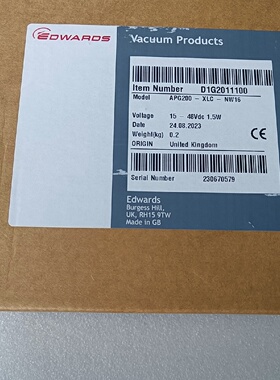 EDWARDS
Vacuum Products
Item Number D1G2011100
Model APG200 - XLC - NW16
Voltage 15 - 48Vdc 1.5W
Date 24.08.2023
Weight(kg) 0.2
ORIGIN United Kingdom
Serial Number 230670579
Edwards
Burgess Hill,
UK, RH15 9TW
Made in GB